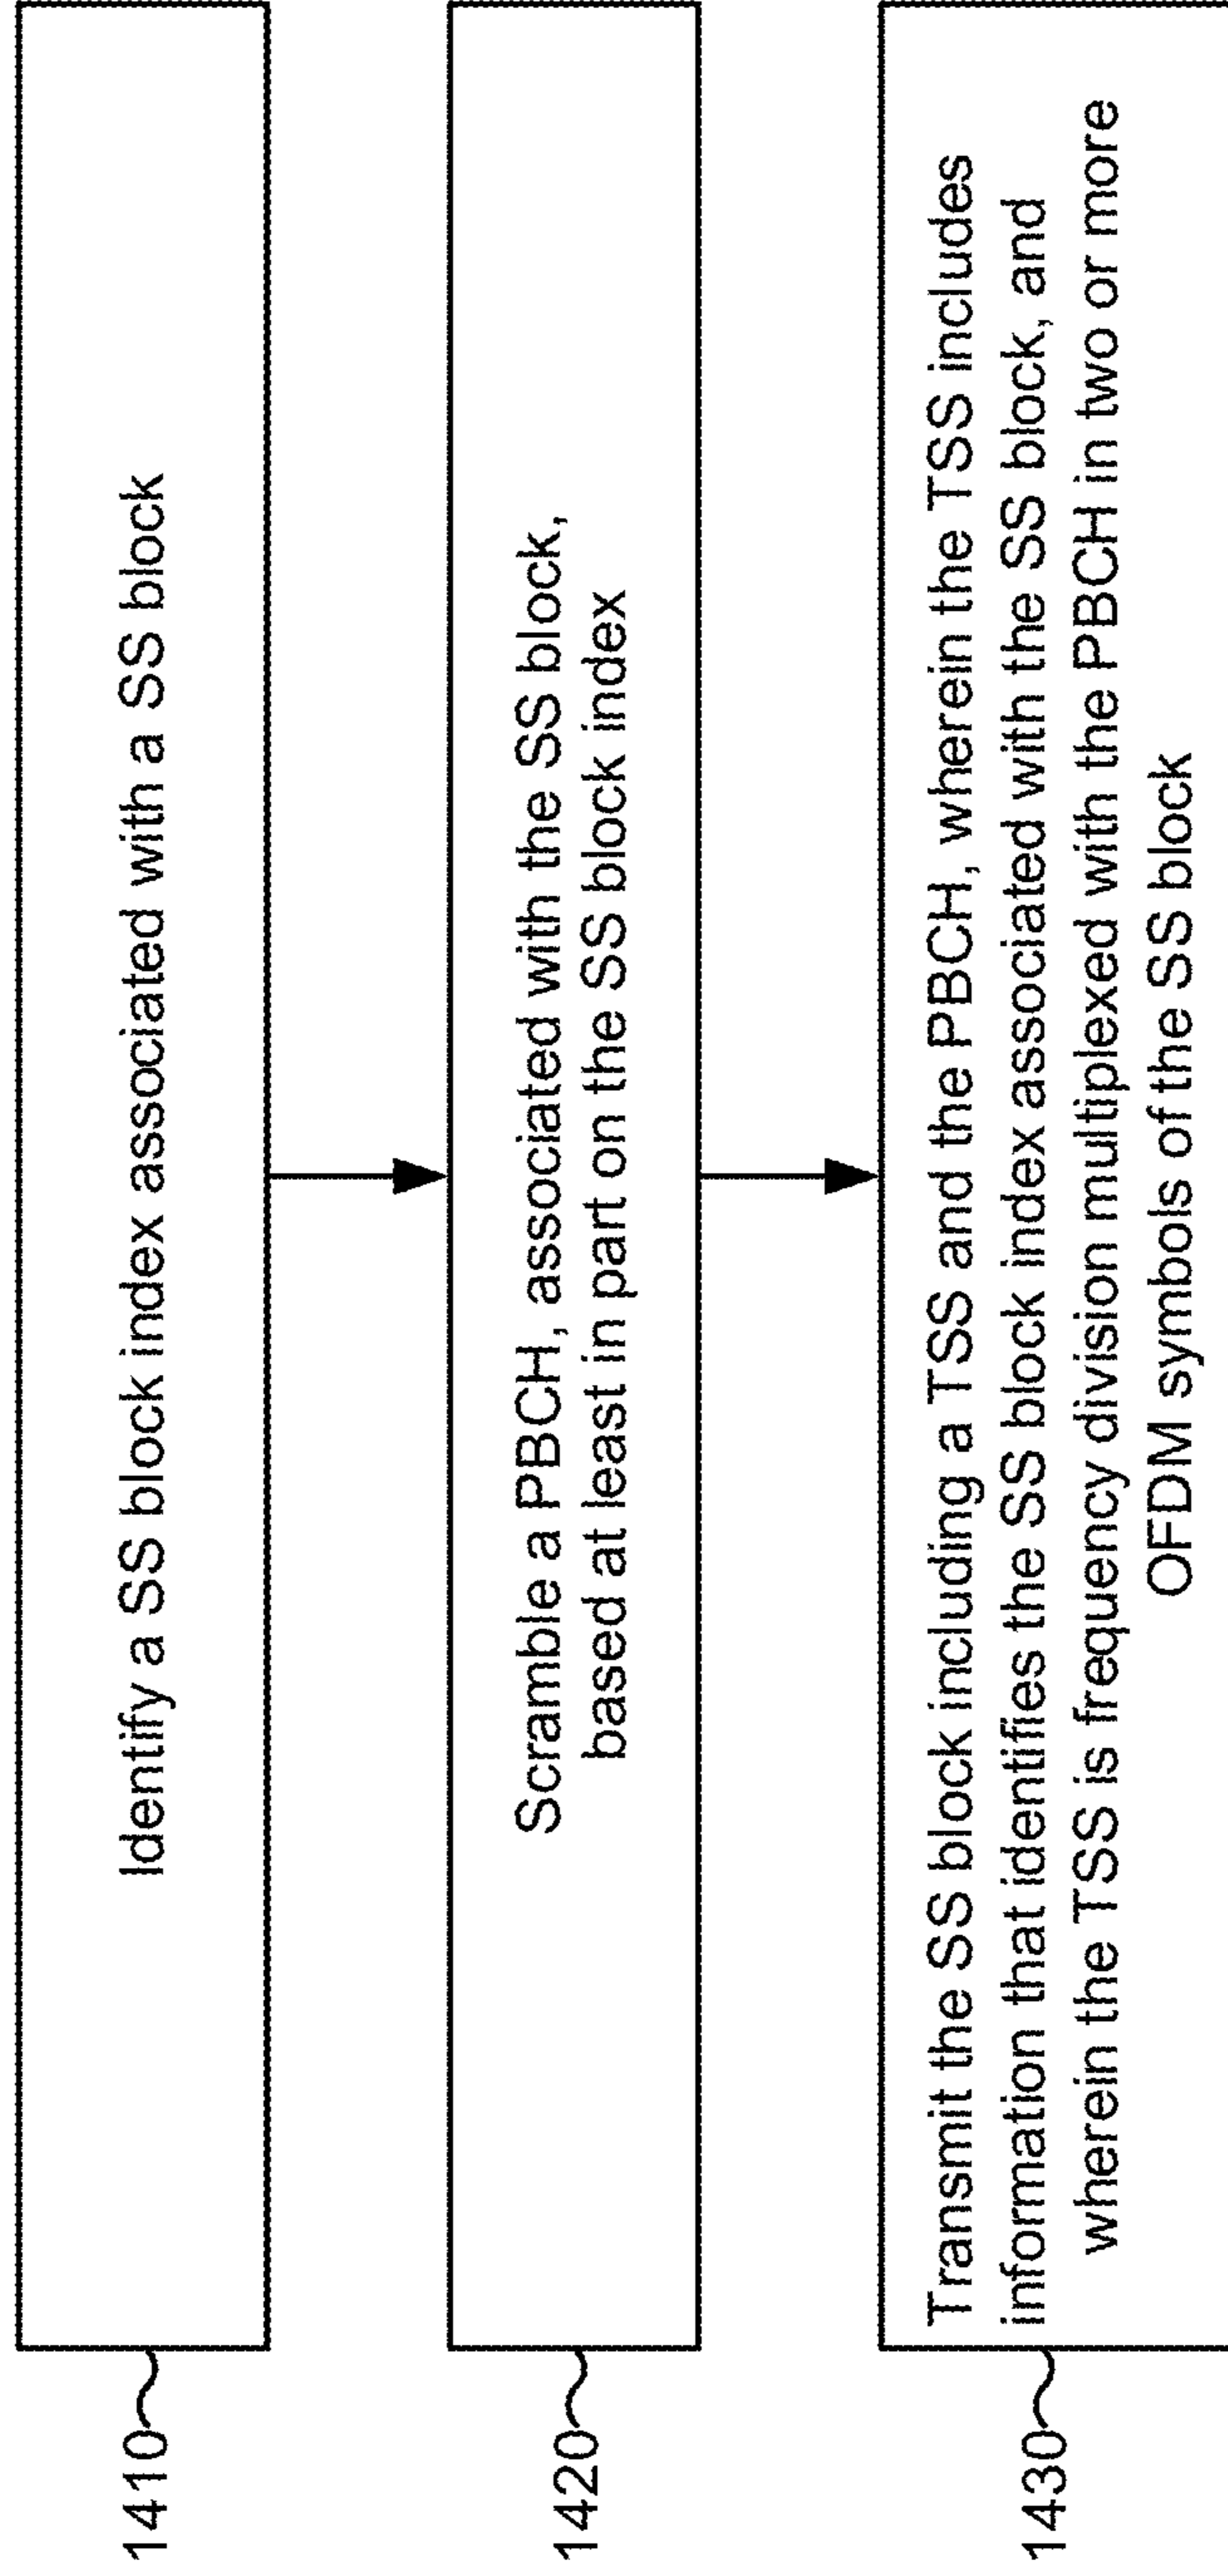 1410
Identify a SS block index associated with a SS block
1420
Scramble a PBCH, associated with the SS block,
based at least in part on the SS block index
1430
Transmit the SS block including a TSS and the PBCH, wherein the TSS includes
information that identifies the SS block index associated with the SS block, and
wherein the TSS is frequency division multiplexed with the PBCH in two or more
OFDM symbols of the SS block